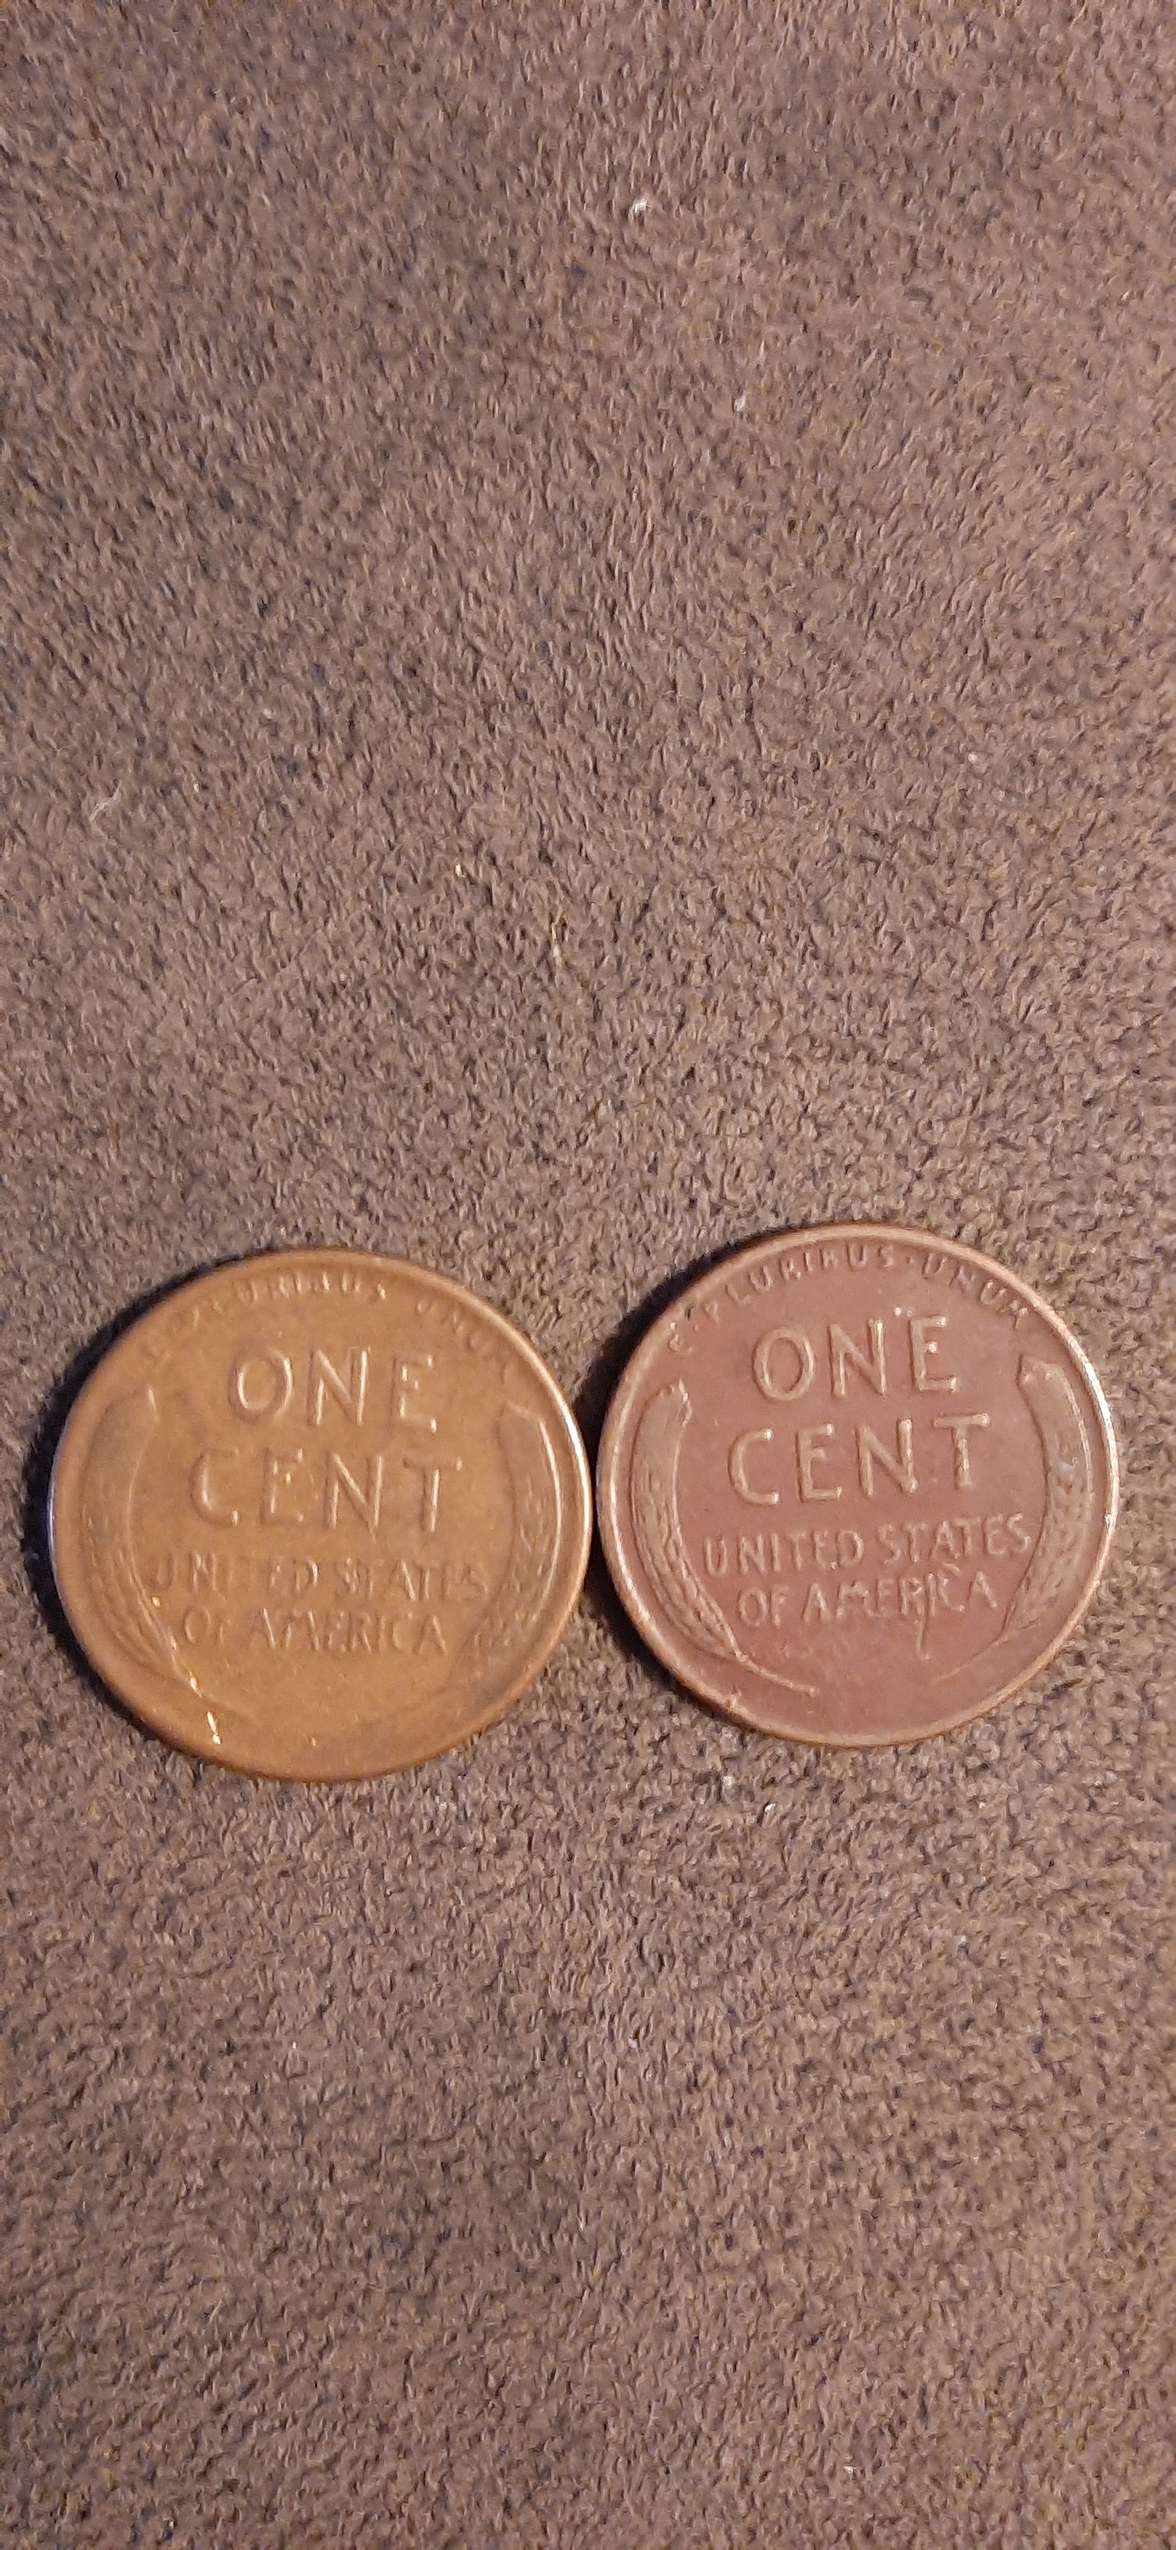 E·PLURIBUS·UNUM
ONE
CENT
UNITED STATES
OF AMERICA
E·PLURIBUS·UNUM
ONE
CENT
UNITED STATES
OF AMERICA